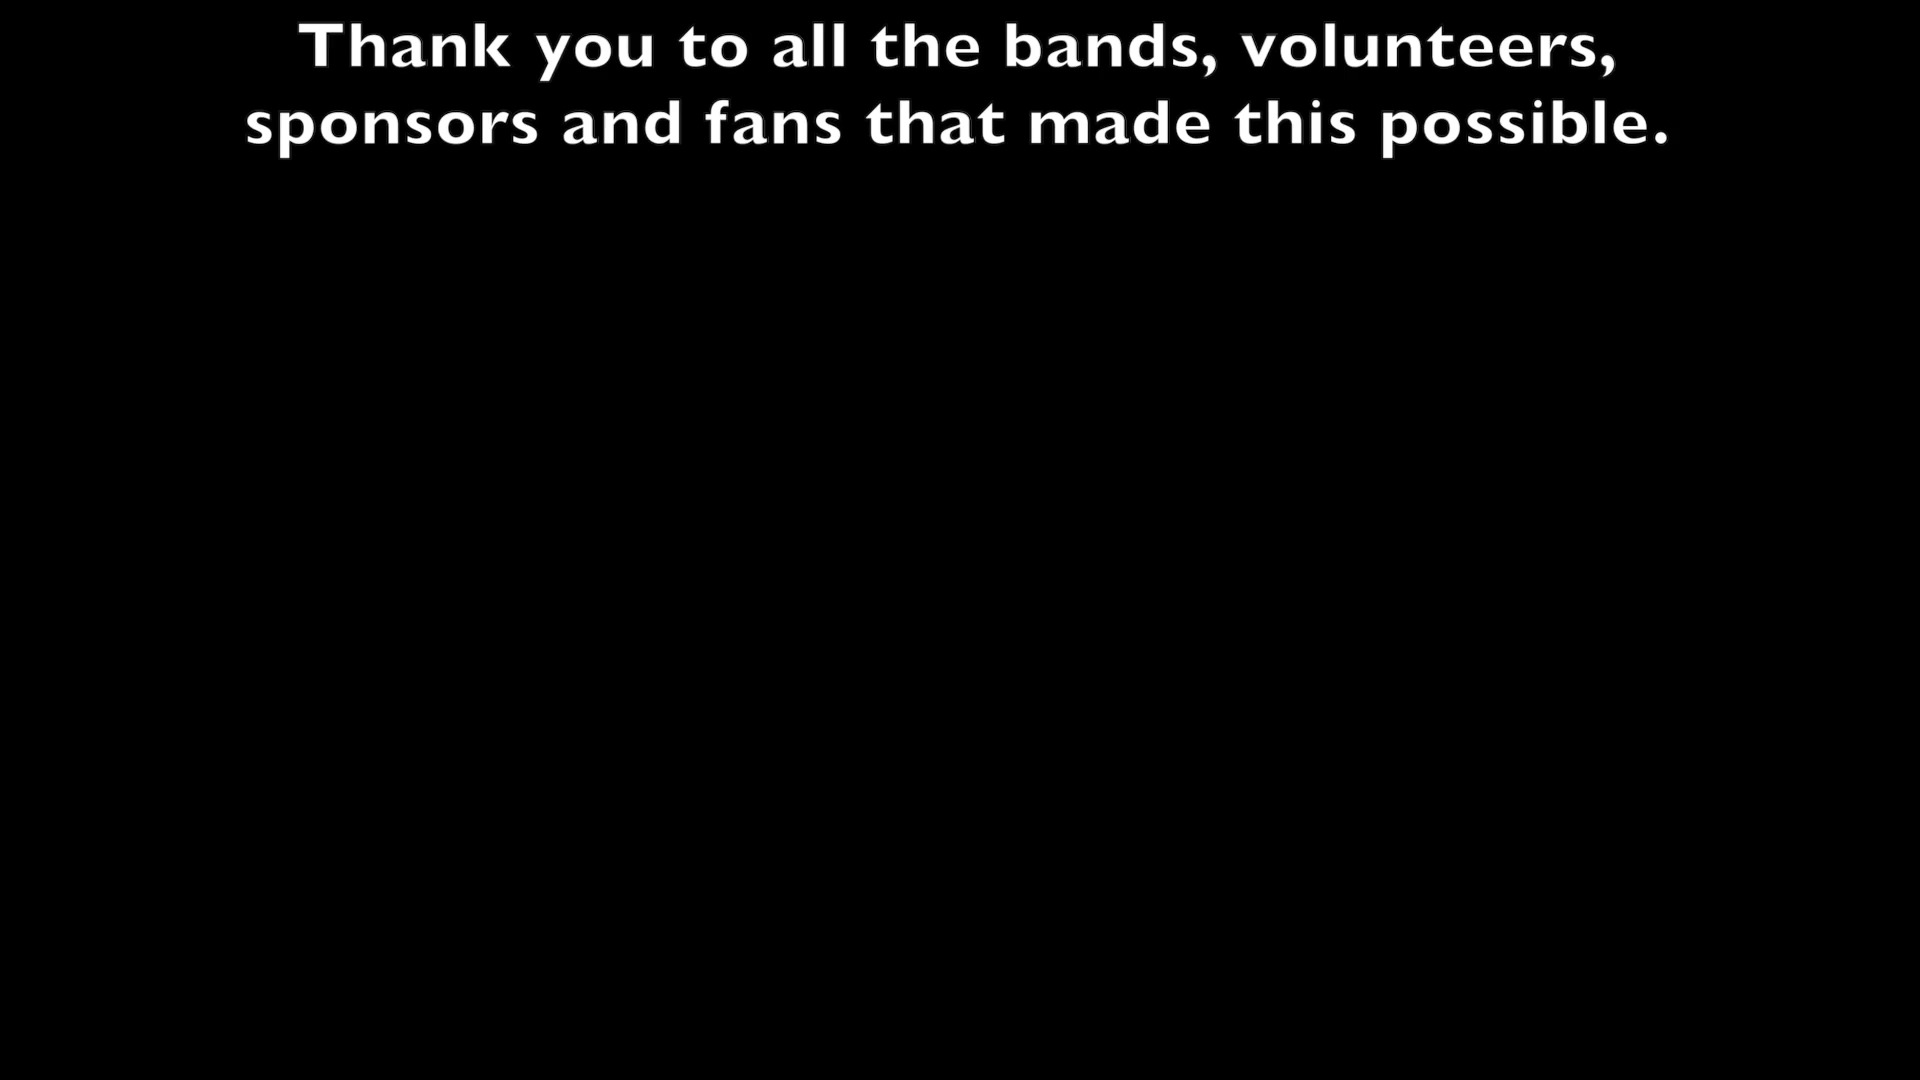 Thank you to all the bands, volunteers,
sponsors and fans that made this possible.